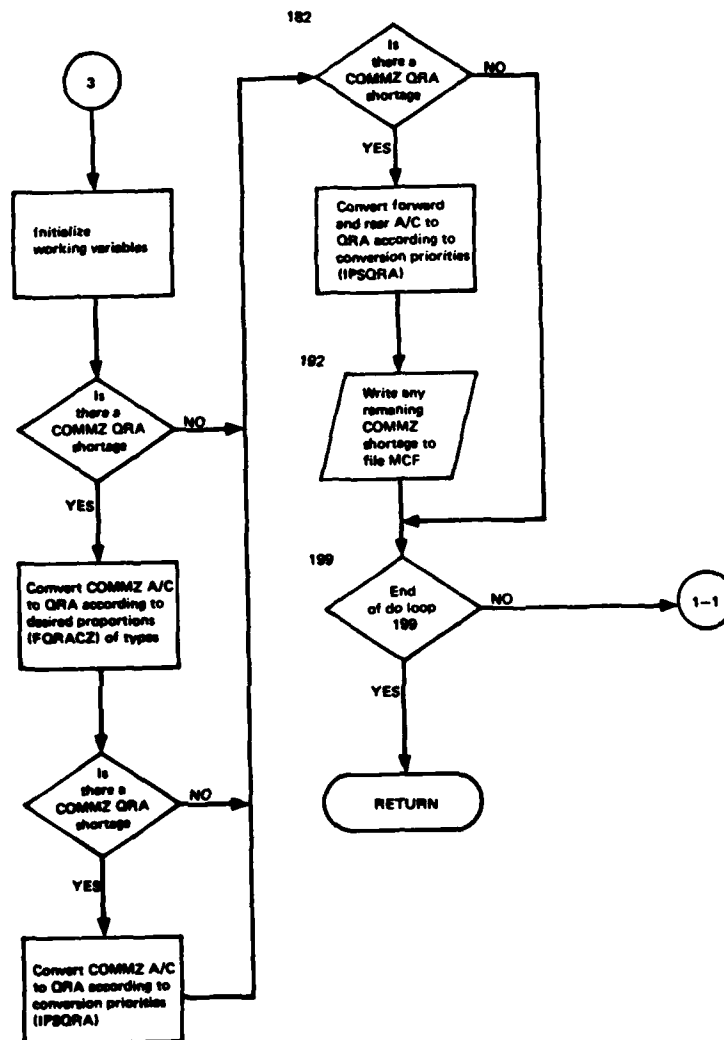 3
Initialize
working variables
Is
there a
COMMZ QRA
shortage
NO
YES
Convert COMMZ A/C
to QRA according to
desired proportions
(FQRACZ) of types
Is
there a
COMMZ QRA
shortage
NO
YES
Convert COMMZ A/C
to QRA according to
conversion priorities
(IPSQRA)
182
Is
there a
COMMZ QRA
shortage
NO
YES
Convert forward
and rear A/C to
QRA according to
conversion priorities
(IPSQRA)
192
Write any
remaning
COMMZ
shortage to
file MCF
199
End
of do loop
199
NO
1-1
YES
RETURN